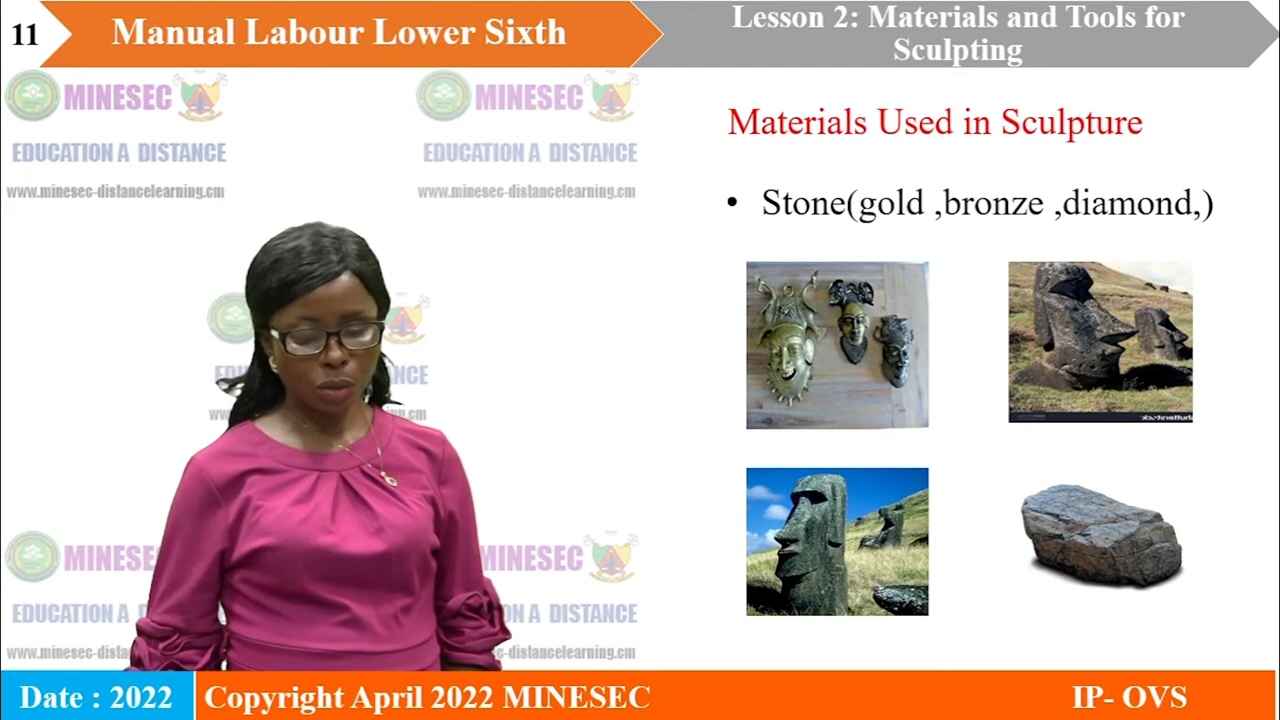 11
Manual Labour Lower Sixth
Lesson 2: Materials and Tools for
Sculpting
MINESEC
EDUCATION A DISTANCE
www.minesec-distancelearning.cm
MINESEC
EDUCATION A DISTANCE
www.minesec-distancelearning.cm
Materials Used in Sculpture
• Stone(gold ,bronze ,diamond,)
MINESEC
EDUCATION A D
www.minesec-dista
MINESEC
ON A DISTANCE
c-distancelearning.cm
Date : 2022
Copyright April 2022 MINESEC
IP- OVS